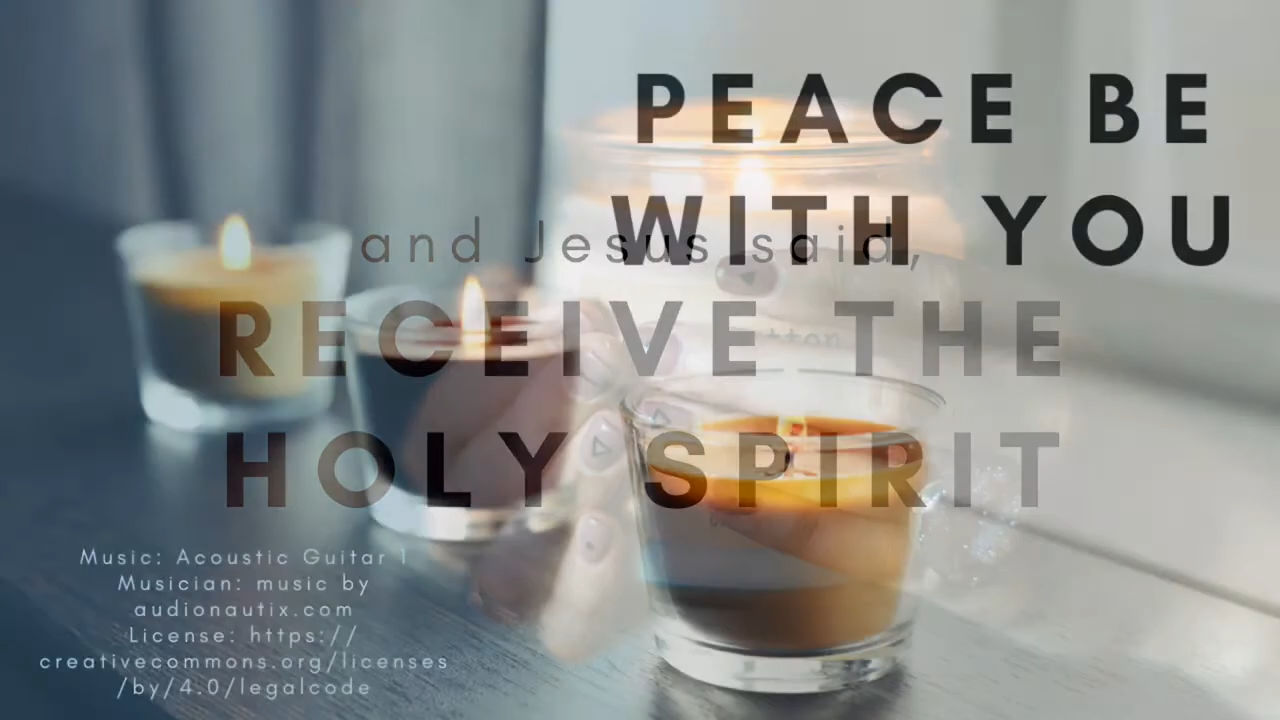 PEACE BE
WITH YOU
and Jesus said,
RECEIVE THE
HOLY SPIRIT
Music: Acoustic Guitar 1
Musician: music by
audionautix.com
License: https://
creativecommons.org/licenses
/by/4.0/legalcode